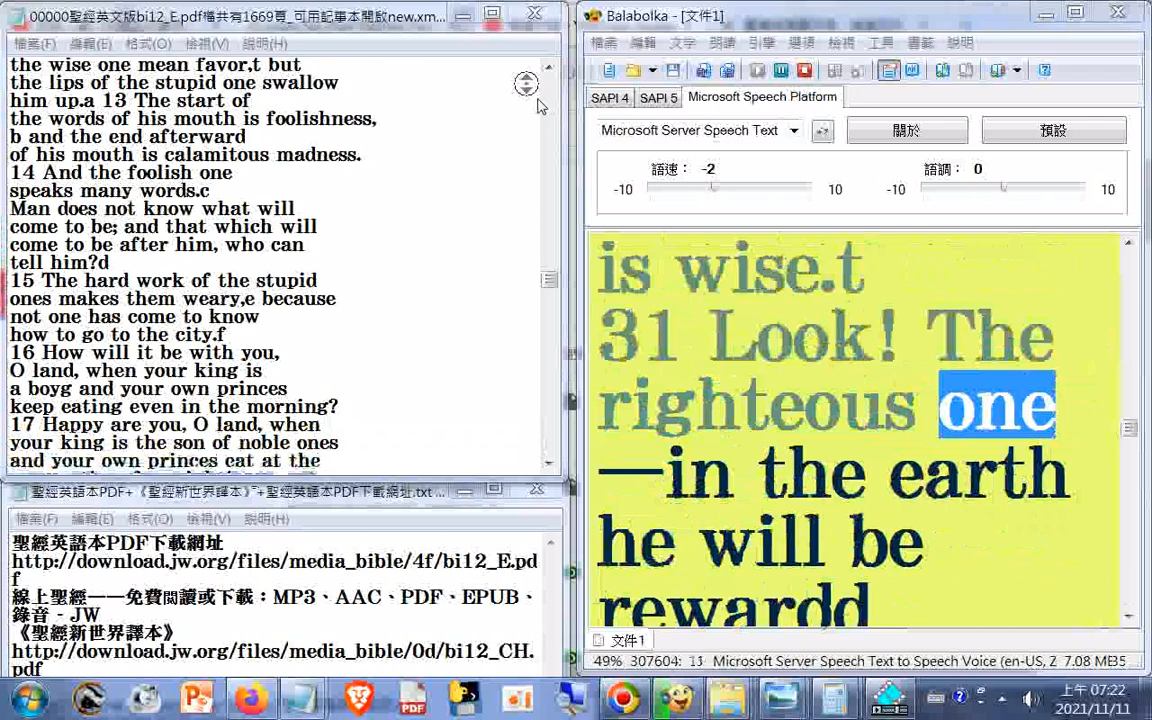 00000聖經英文版bi12_E.pdf檔共有1669頁_可用記事本開啟new.xm...
檔案(F) 編輯(E) 格式(O) 檢視(V) 說明(H)
the wise one mean favor,t but
the lips of the stupid one swallow
him up.a 13 The start of
the words of his mouth is foolishness,
b and the end afterward
of his mouth is calamitous madness.
14 And the foolish one
speaks many words.c
Man does not know what will
come to be; and that which will
come to be after him, who can
tell him?d
15 The hard work of the stupid
ones makes them weary,e because
not one has come to know
how to go to the city.f
16 How will it be with you,
O land, when your king is
a boyg and your own princes
keep eating even in the morning?
17 Happy are you, O land, when
your king is the son of noble ones
and your own princes eat at the
聖經英語本PDF+《聖經新世界譯本》"+聖經英語本PDF下載網址.txt ...
檔案(F) 編輯(E) 格式(O) 檢視(V) 說明(H)
聖經英語本PDF下載網址
http://download.jw.org/files/media_bible/4f/bi12_E.pd
f
線上聖經——免費閱讀或下載：MP3、AAC、PDF、EPUB、
錄音 - JW
《聖經新世界譯本》
http://download.jw.org/files/media_bible/0d/bi12_CH.
pdf
Balabolka - [文件1]
檔案 編輯 文字 朗讀 引擎 選項 檢視 工具 書籤 說明
SAPI 4 SAPI 5 Microsoft Speech Platform
Microsoft Server Speech Text 關於 預設
語速： -2 語調： 0
-10 10 -10 10
is wise.t
31 Look! The
righteous one
—in the earth
he will be
rewardd
文件1
49% 307604: 13 Microsoft Server Speech Text to Speech Voice (en-US, Z 7.08 MB
上午 07:22
2021/11/11